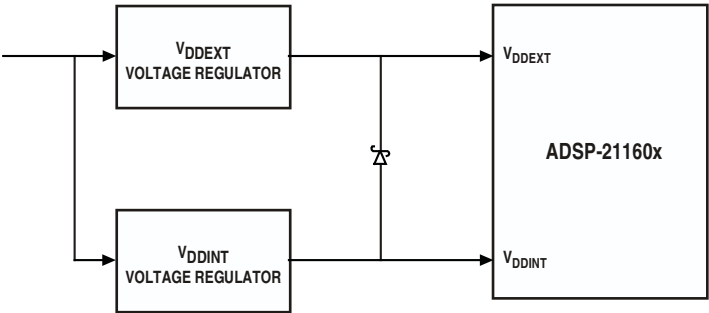 VDDEXT
VOLTAGE REGULATOR
VDDEXT
ADSP-21160x
VDDINT
VOLTAGE REGULATOR
VDDINT